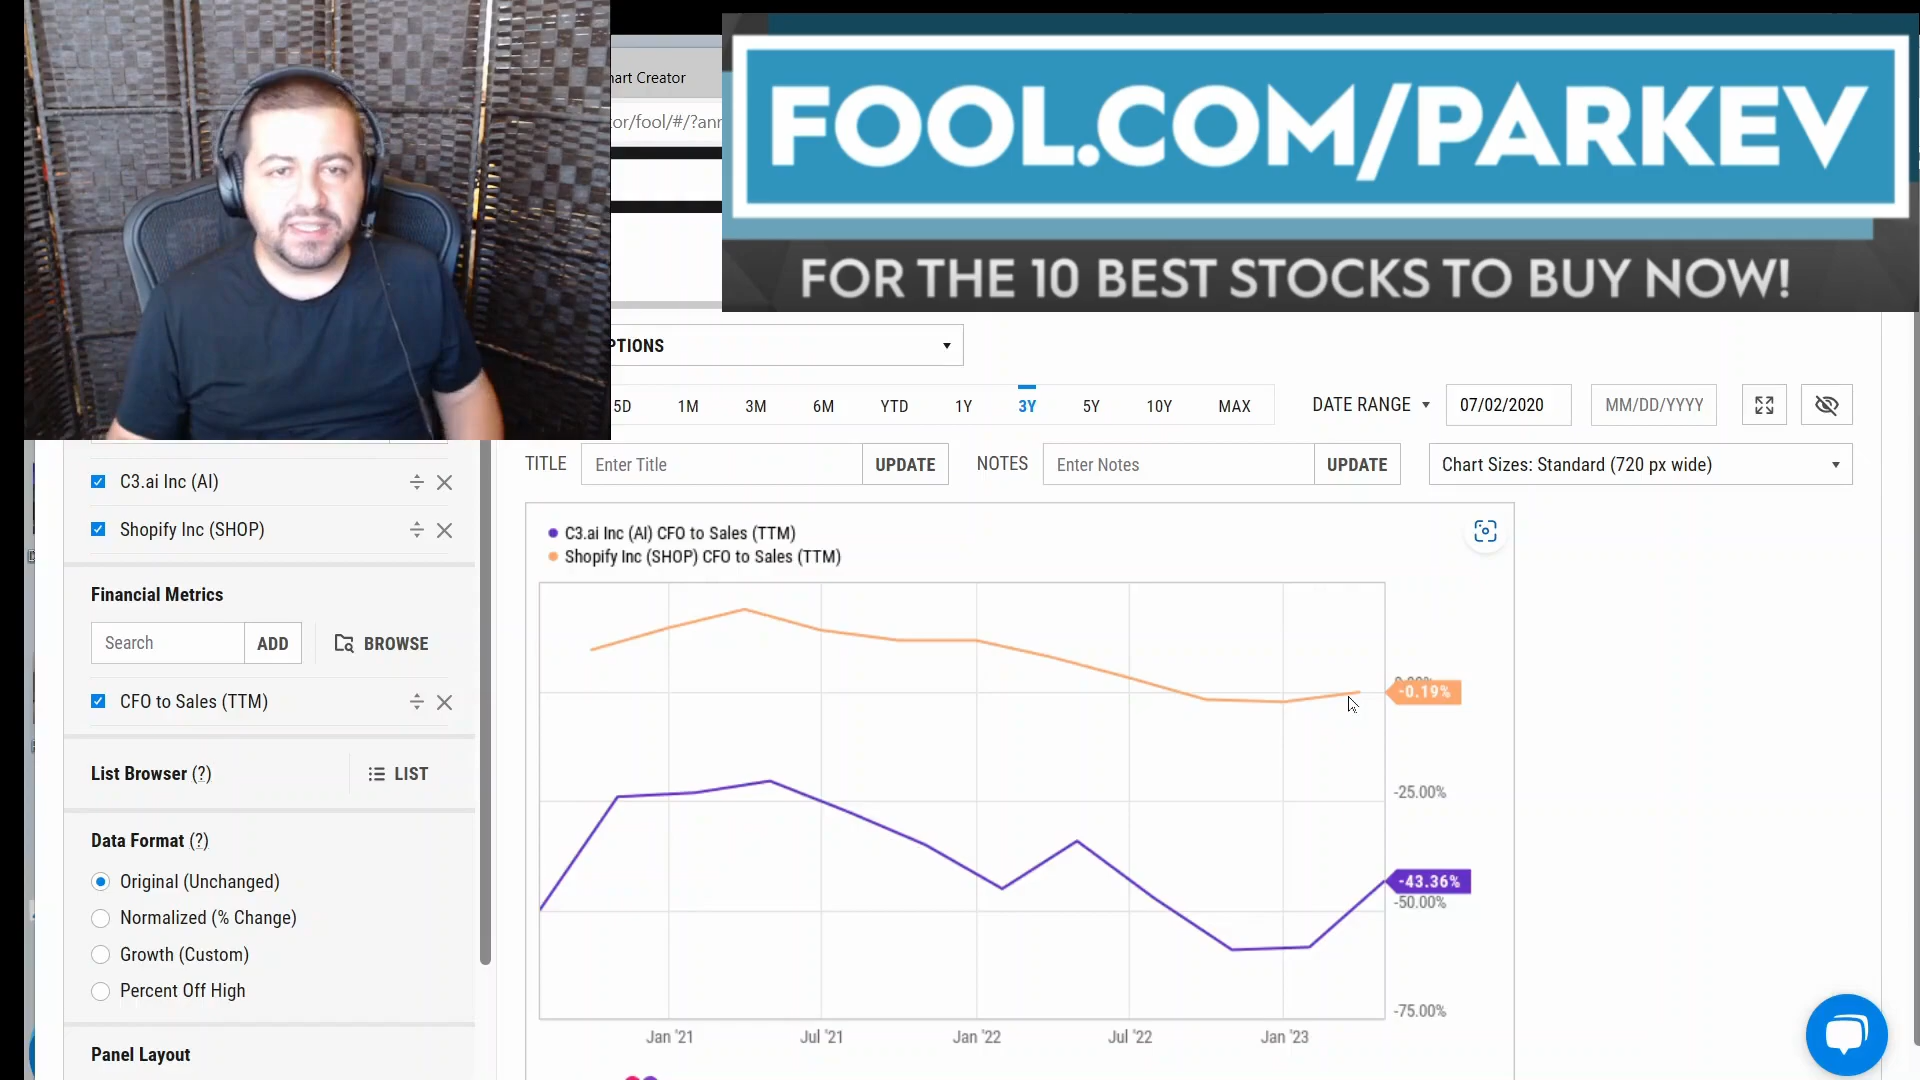 hart Creator
or/fool/#/?anr
FOOL.COM/PARKEV
FOR THE 10 BEST STOCKS TO BUY NOW!
PTIONS
5D 1M 3M 6M YTD 1Y 3Y 5Y 10Y MAX DATE RANGE 07/02/2020 MM/DD/YYYY
TITLE Enter Title UPDATE NOTES Enter Notes UPDATE Chart Sizes: Standard (720 px wide)
C3.ai Inc (AI)
Shopify Inc (SHOP)
Financial Metrics
Search ADD BROWSE
CFO to Sales (TTM)
List Browser (?) LIST
Data Format (?)
Original (Unchanged)
Normalized (% Change)
Growth (Custom)
Percent Off High
Panel Layout
C3.ai Inc (AI) CFO to Sales (TTM)
Shopify Inc (SHOP) CFO to Sales (TTM)
-0.19%
-25.00%
-43.36%
-50.00%
-75.00%
Jan '21 Jul '21 Jan '22 Jul '22 Jan '23